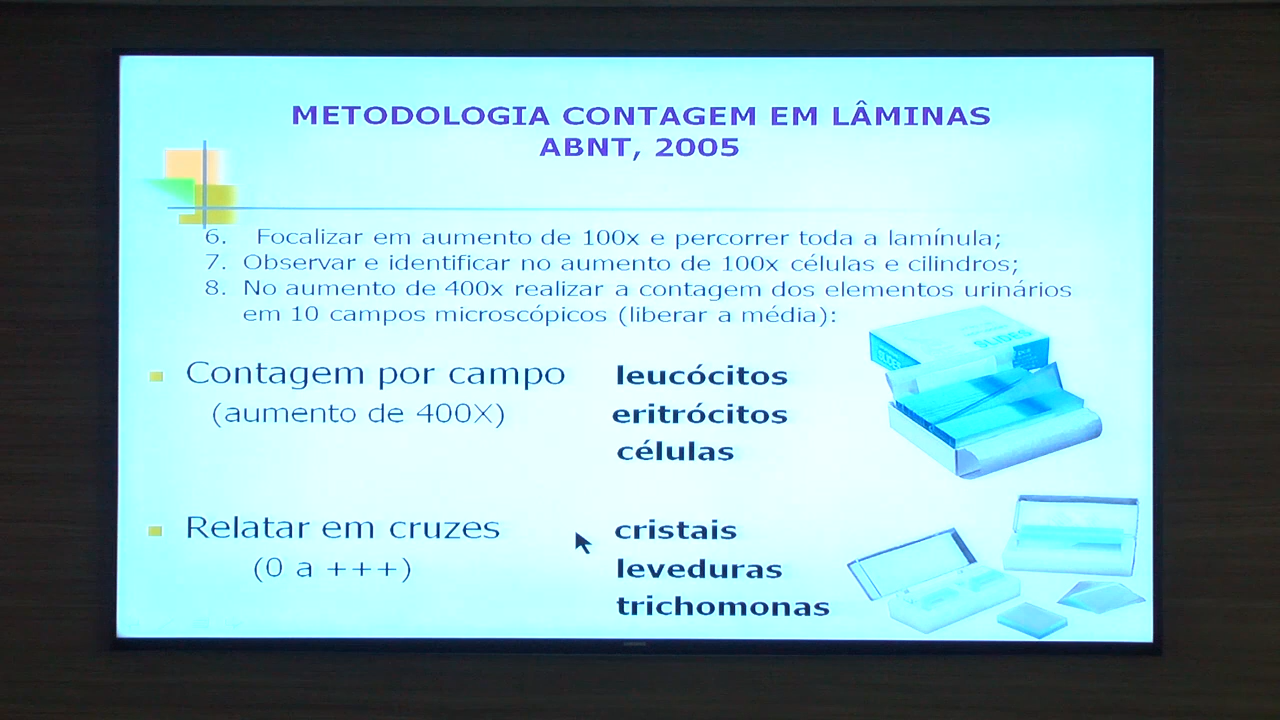 METODOLOGIA CONTAGEM EM LÂMINAS
ABNT, 2005
6. Focalizar em aumento de 100x e percorrer toda a lamínula;
7. Observar e identificar no aumento de 100x células e cilindros;
8. No aumento de 400x realizar a contagem dos elementos urinários
em 10 campos microscópicos (liberar a média):
Contagem por campo
(aumento de 400X)
leucócitos
eritrócitos
células
SLIDES
Relatar em cruzes
(0 a +++)
cristais
leveduras
trichomonas